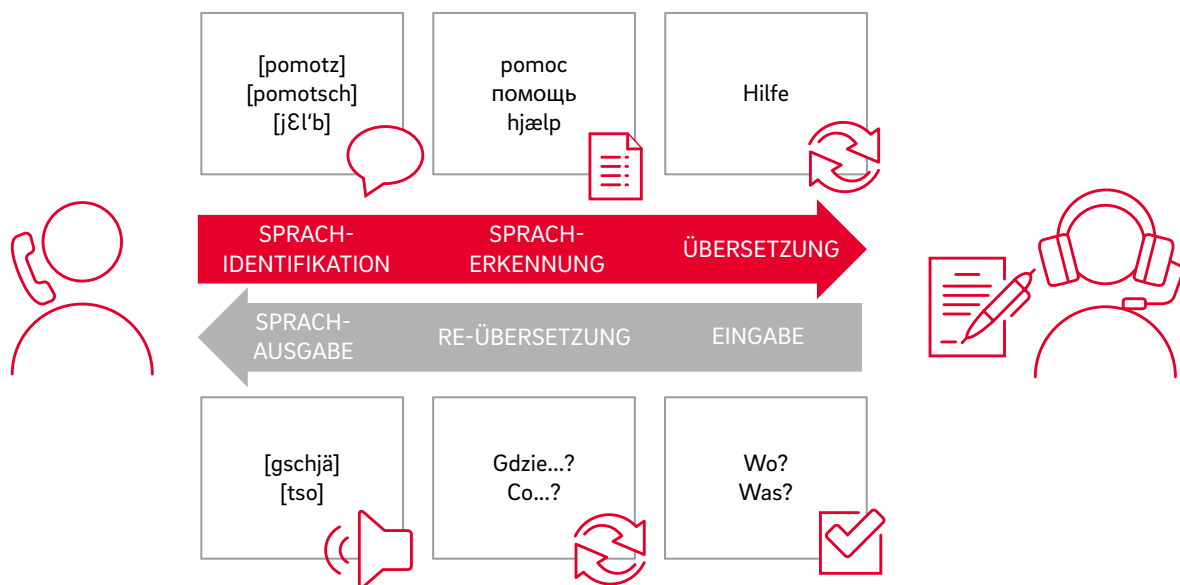 [pomotz]
[pomotsch]
[jƐl'b]
pomoc
помощь
hjælp
Hilfe
SPRACH-
IDENTIFIKATION
SPRACH-
ERKENNUNG
ÜBERSETZUNG
SPRACH-
AUSGABE
RE-ÜBERSETZUNG
EINGABE
[gschjä]
[tso]
Gdzie...?
Co...?
Wo?
Was?